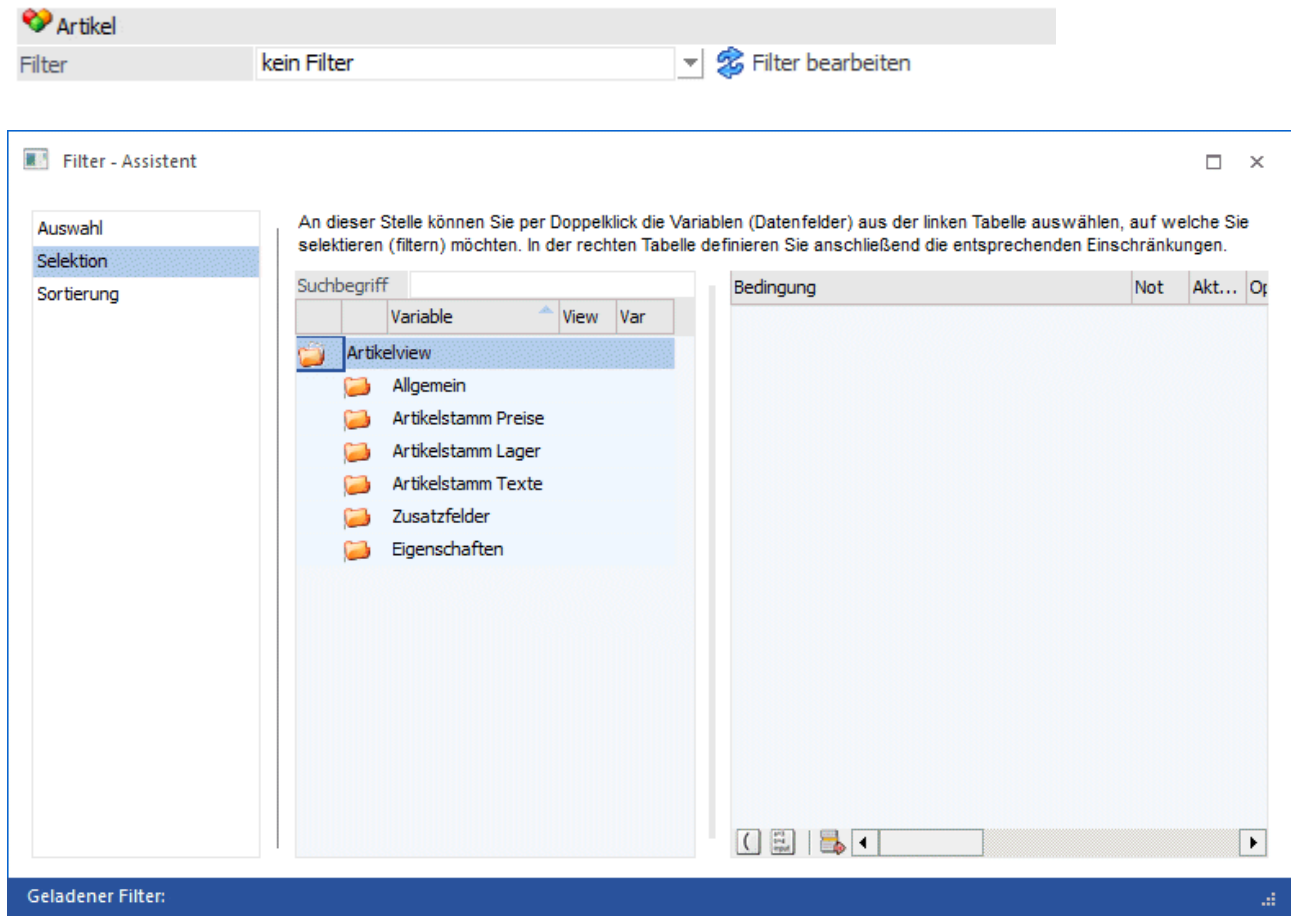 Artikel
Filter kein Filter Filter bearbeiten
Filter - Assistent
Auswahl
Selektion
Sortierung
An dieser Stelle können Sie per Doppelklick die Variablen (Datenfelder) aus der linken Tabelle auswählen, auf welche Sie
selektieren (filtern) möchten. In der rechten Tabelle definieren Sie anschließend die entsprechenden Einschränkungen.
Suchbegriff
Variable View Var
Artikelview
Allgemein
Artikelstamm Preise
Artikelstamm Lager
Artikelstamm Texte
Zusatzfelder
Eigenschaften
Bedingung Not Akt...
(
Geladener Filter: